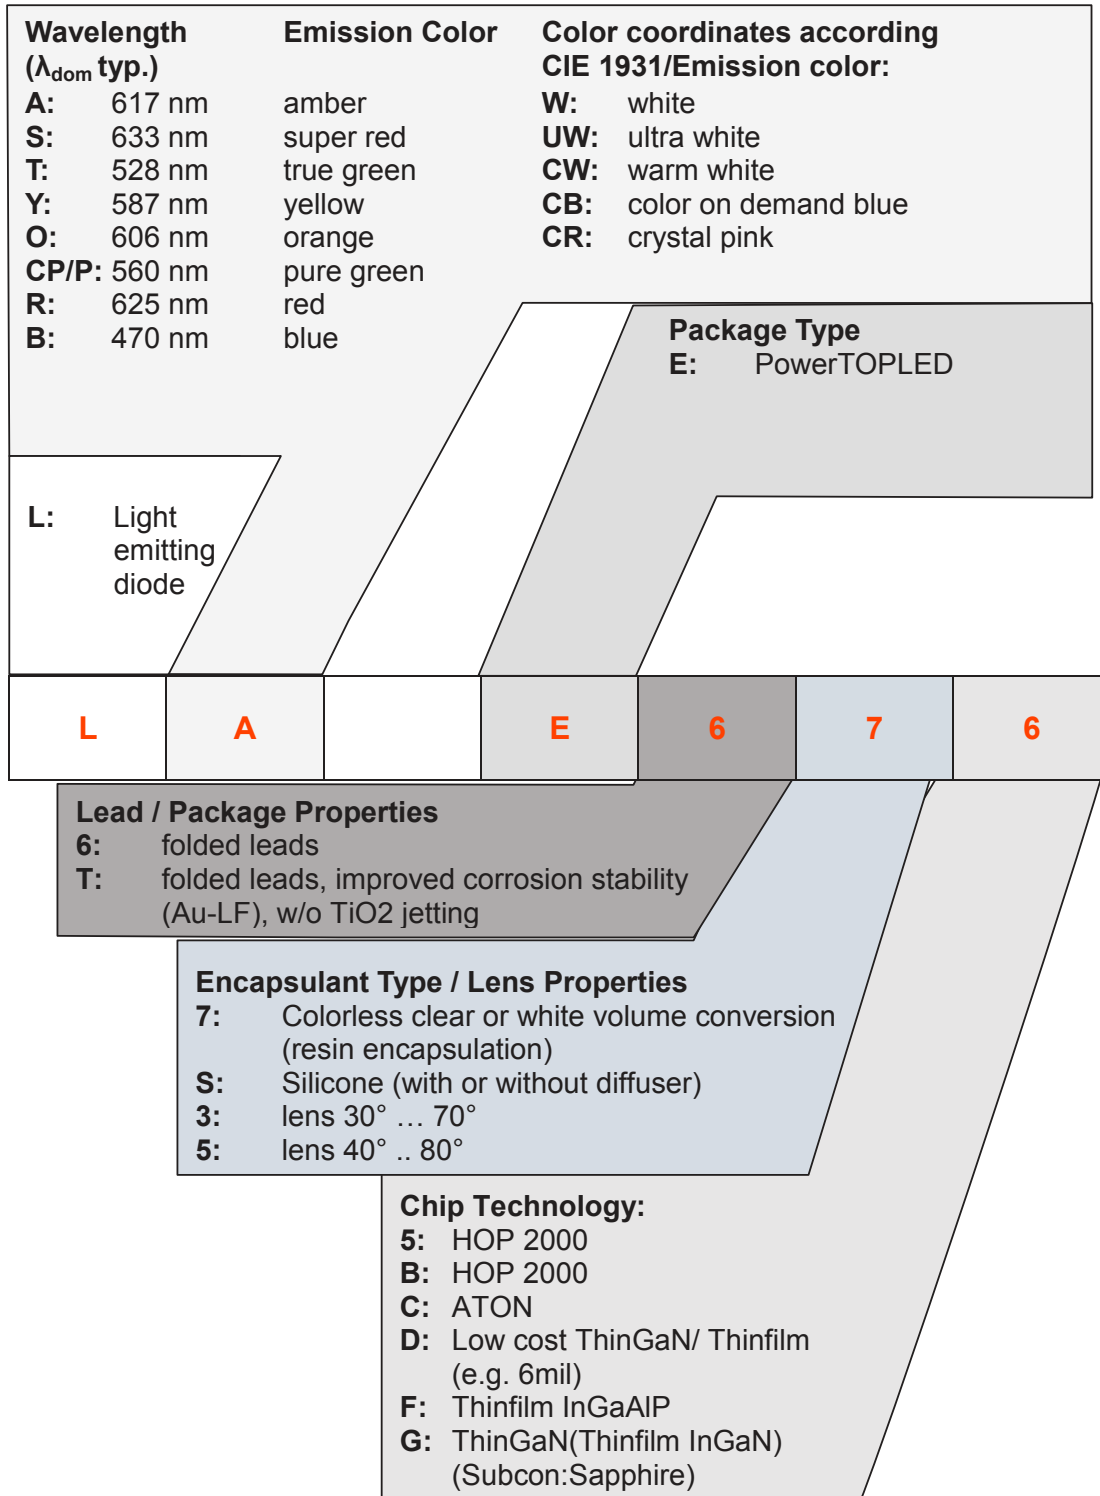 Wavelength Emission Color Color coordinates according
(λdom typ.) CIE 1931/Emission color:
A: 617 nm amber W: white
S: 633 nm super red UW: ultra white
T: 528 nm true green CW: warm white
Y: 587 nm yellow CB: color on demand blue
O: 606 nm orange CR: crystal pink
CP/P: 560 nm pure green
R: 625 nm red
B: 470 nm blue
Package Type
E: PowerTOPLED
L: Light
emitting
diode
L A E 6 7 6
Lead / Package Properties
6: folded leads
T: folded leads, improved corrosion stability
(Au-LF), w/o TiO2 jetting
Encapsulant Type / Lens Properties
7: Colorless clear or white volume conversion
(resin encapsulation)
S: Silicone (with or without diffuser)
3: lens 30° … 70°
5: lens 40° .. 80°
Chip Technology:
5: HOP 2000
B: HOP 2000
C: ATON
D: Low cost ThinGaN/ Thinfilm
(e.g. 6mil)
F: Thinfilm InGaAlP
G: ThinGaN(Thinfilm InGaN)
(Subcon:Sapphire)